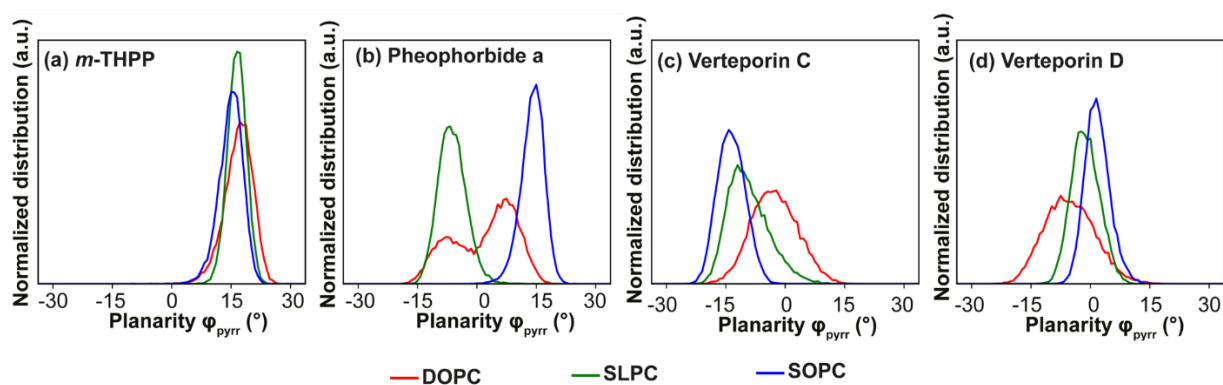 Normalized distribution (a.u.)
(a) m-THPP
-30 -15 0 15 30
Planarity φpyrr (°)
Normalized distribution (a.u.)
(b) Pheophorbide a
-30 -15 0 15 30
Planarity φpyrr (°)
Normalized distribution (a.u.)
(c) Verteporin C
-30 -15 0 15 30
Planarity φpyrr (°)
Normalized distribution (a.u.)
(d) Verteporin D
-30 -15 0 15 30
Planarity φpyrr (°)
DOPC SLPC SOPC